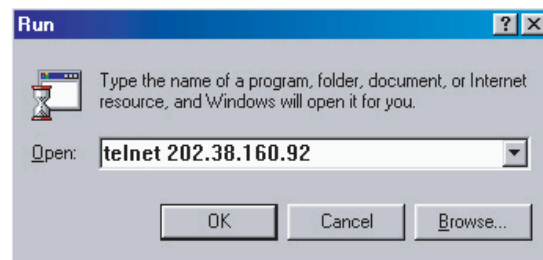 Run
Type the name of a program, folder, document, or Internet
resource, and Windows will open it for you.
Open: telnet 202.38.160.92
OK Cancel Browse...